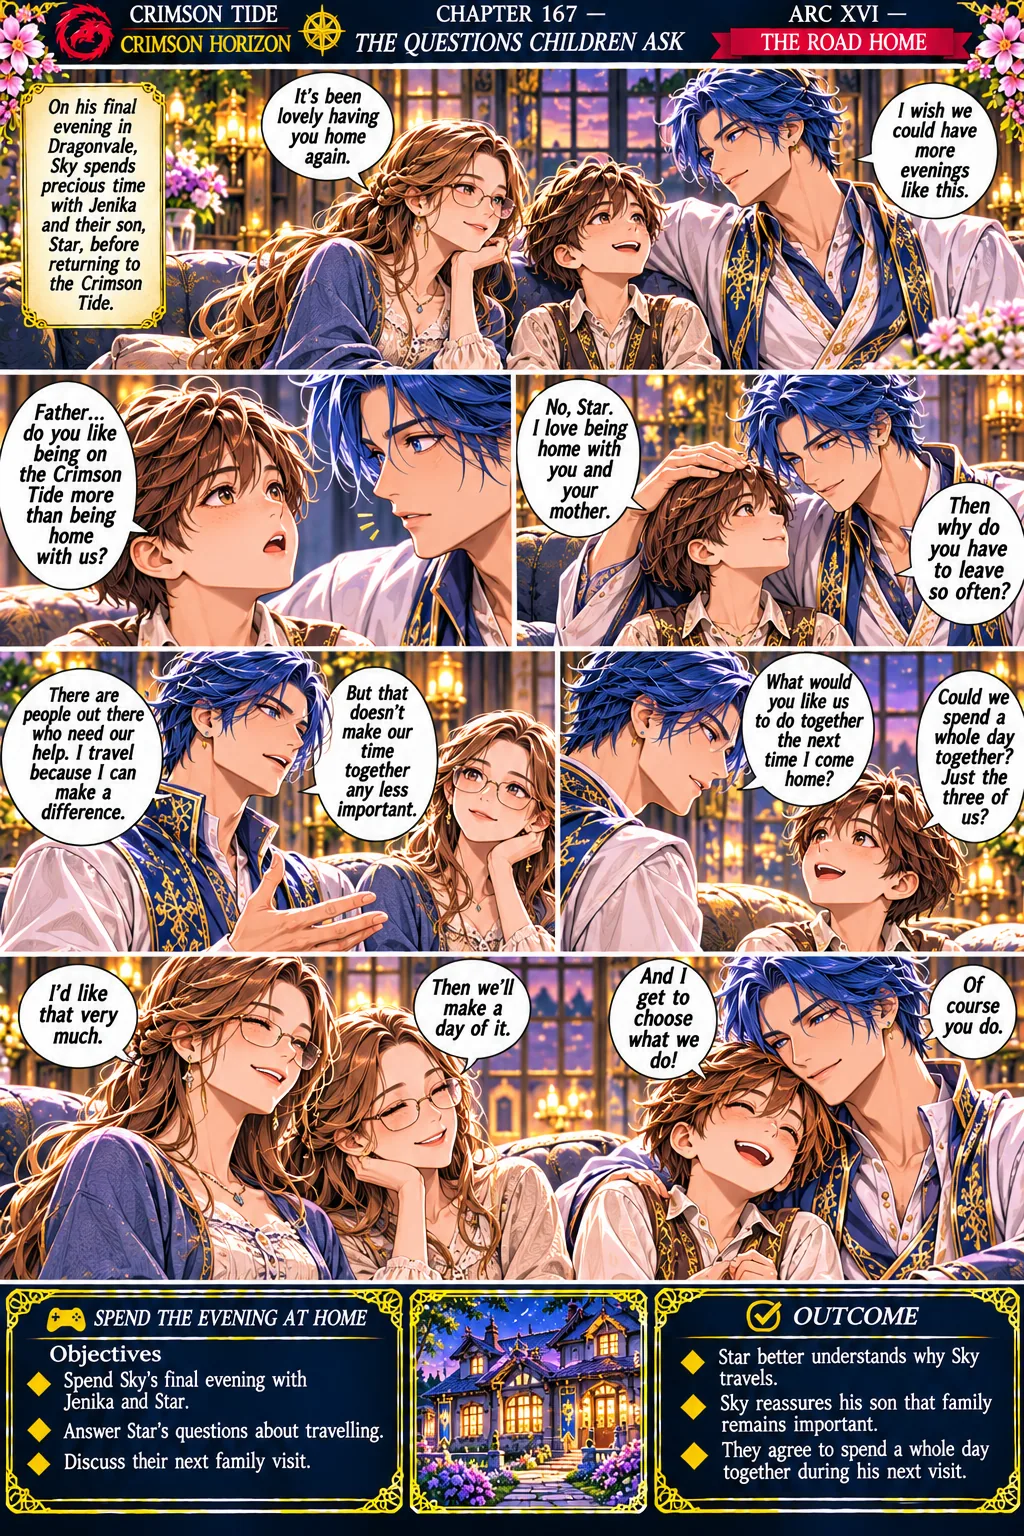 CRIMSON TIDE
CRIMSON HORIZON
CHAPTER 167 —
THE QUESTIONS CHILDREN ASK
ARC XVI —
THE ROAD HOME
On his final
evening in
Dragonvale,
Sky spends
precious time
with Jenika
and their son,
Star, before
returning to
the Crimson
Tide.
It's been
lovely having
you home
again.
I wish we
could have
more
evenings
like this.
Father...
do you like
being on
the Crimson
Tide more
than being
home
with us?
No, Star.
I love being
home with
you and
your
mother.
Then
why do
you have
to leave
so often?
There are
people out there
who need our
help. I travel
because I can
make a
difference.
But that
doesn't
make our
time
together
any less
important.
What would
you like us
to do together
the next
time I come
home?
Could we
spend a
whole day
together?
Just the
three of
us?
I'd like
that very
much.
Then we'll
make a
day of it.
And I
get to
choose
what we
do!
Of
course
you do.
SPEND THE EVENING AT HOME
Objectives
Spend Sky's final evening with
Jenika and Star.
Answer Star's questions about travelling.
Discuss their next family visit.
OUTCOME
Star better understands why Sky
travels.
Sky reassures his son that family
remains important.
They agree to spend a whole day
together during his next visit.